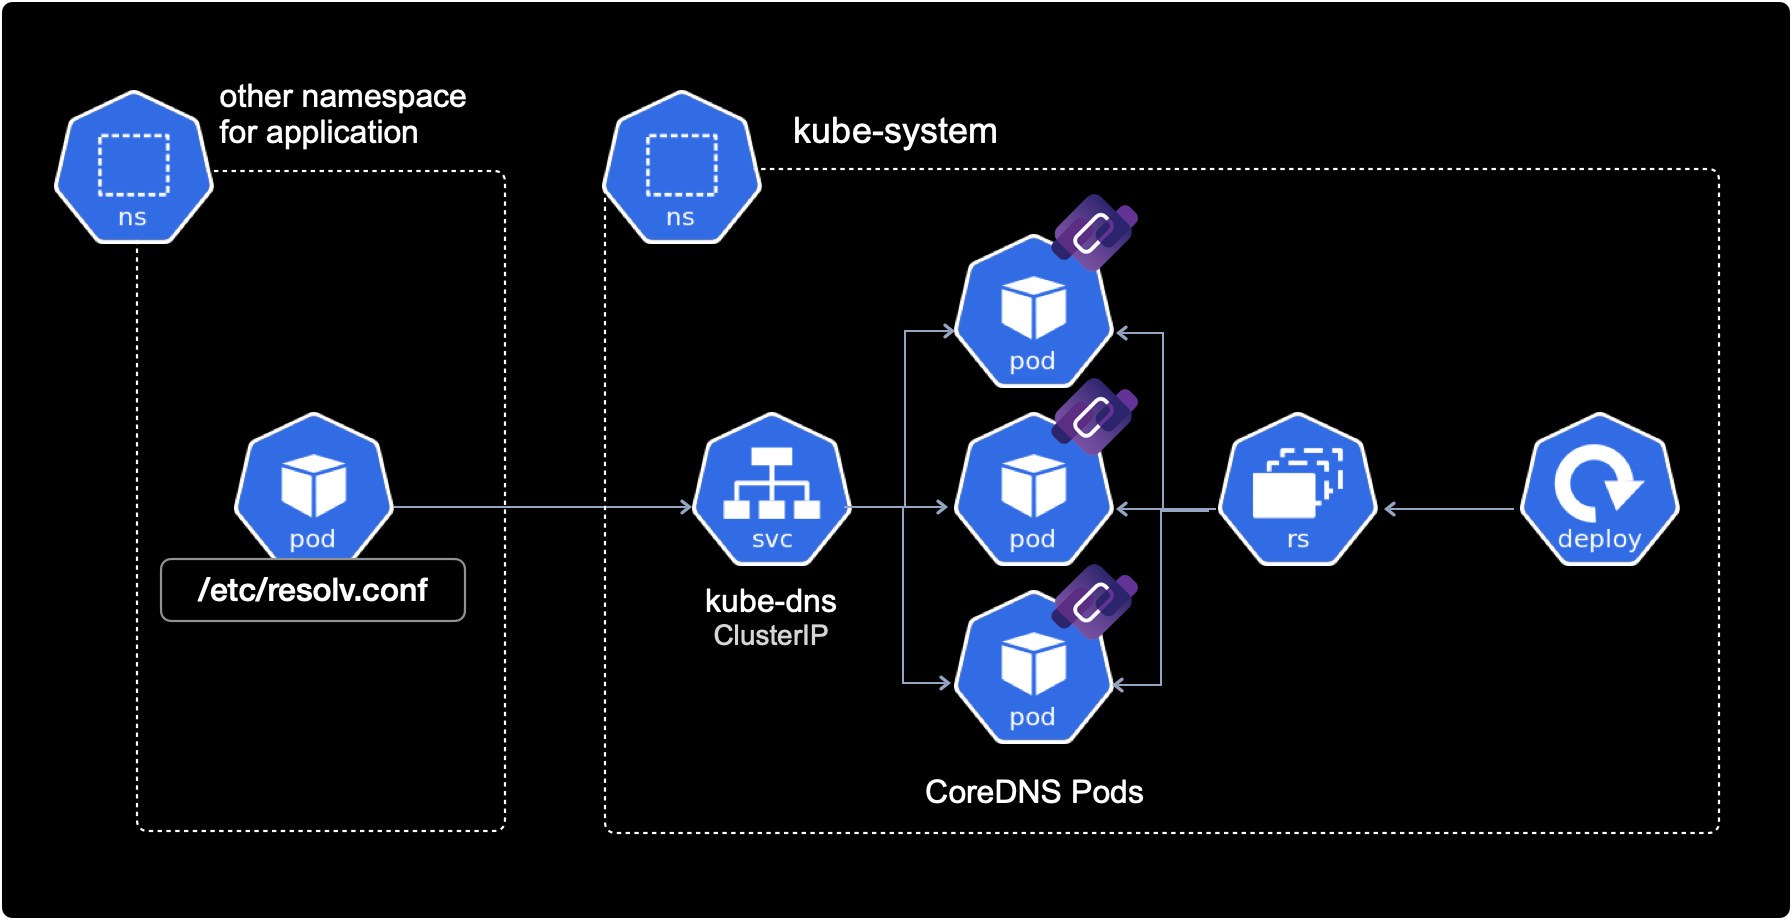 other namespace
for application
ns
kube-system
ns
pod
/etc/resolv.conf
svc
kube-dns
ClusterIP
pod
pod
pod
CoreDNS Pods
rs
deploy